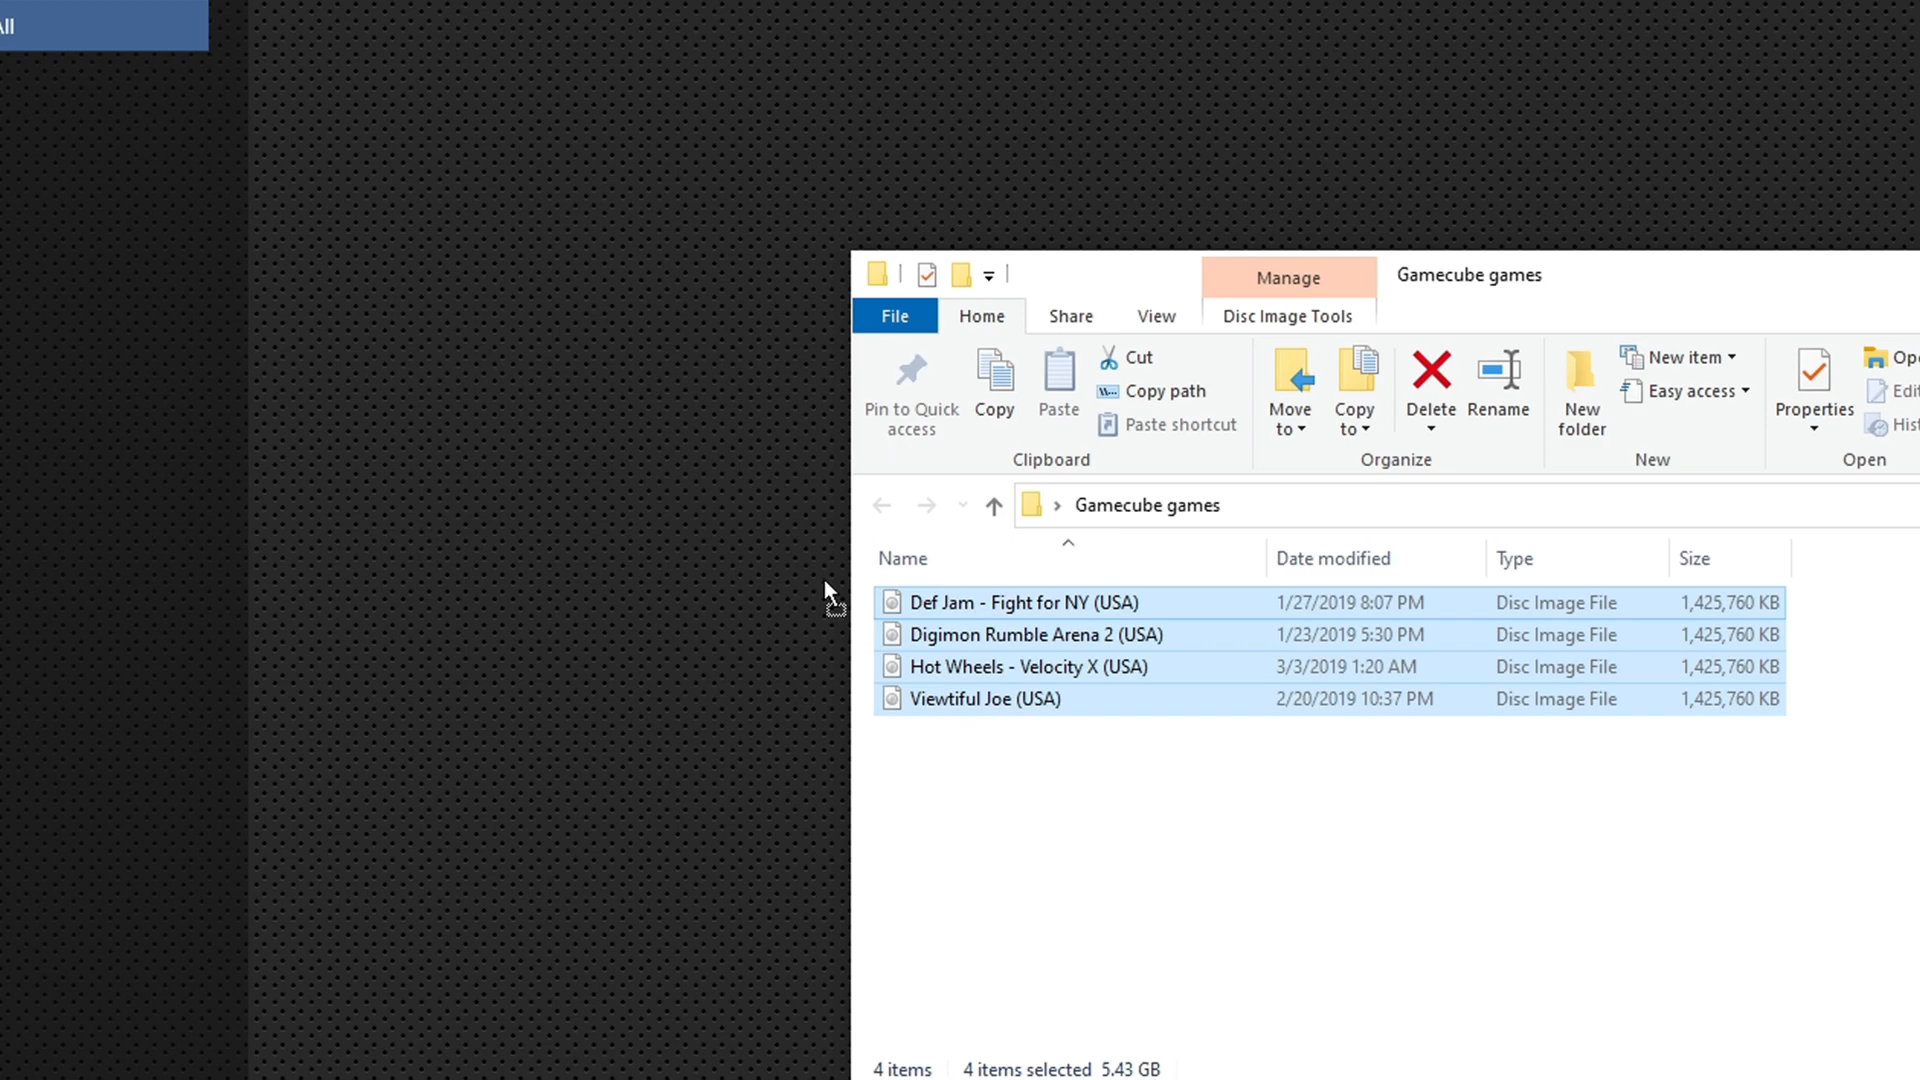 All
Manage
Gamecube games
File
Home
Share
View
Disc Image Tools
Pin to Quick access
Copy
Paste
Cut
Copy path
Paste shortcut
Clipboard
Move to
Copy to
Delete
Rename
Organize
New folder
New item
Easy access
New
Properties
Open
Gamecube games
Name Date modified Type Size
Def Jam - Fight for NY (USA) 1/27/2019 8:07 PM Disc Image File 1,425,760 KB
Digimon Rumble Arena 2 (USA) 1/23/2019 5:30 PM Disc Image File 1,425,760 KB
Hot Wheels - Velocity X (USA) 3/3/2019 1:20 AM Disc Image File 1,425,760 KB
Viewtiful Joe (USA) 2/20/2019 10:37 PM Disc Image File 1,425,760 KB
4 items 4 items selected 5.43 GB